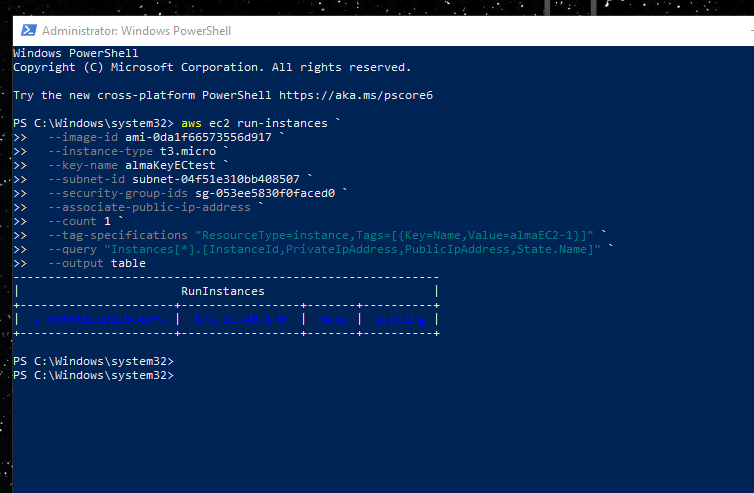 Administrator: Windows PowerShell
Windows PowerShell
Copyright (C) Microsoft Corporation. All rights reserved.
Try the new cross-platform PowerShell https://aka.ms/pscore6
PS C:\Windows\system32> aws ec2 run-instances `
>>   --image-id ami-0da1f66573556d917 `
>>   --instance-type t3.micro `
>>   --key-name almaKeyECtest `
>>   --subnet-id subnet-04f51e310bb408507 `
>>   --security-group-ids sg-053ee5830f0faced0 `
>>   --associate-public-ip-address `
>>   --count 1 `
>>   --tag-specifications "ResourceType=instance,Tags=[{Key=Name,Value=almaEC2-1}]" `
>>   --query "Instances[*].[InstanceId,PrivateIpAddress,PublicIpAddress,State.Name]" `
>>   --output table
-------------------------------------------------------------
|                       RunInstances                        |
+----------------------+-----------------+-------+----------+
| | | None | pending |
+----------------------+-----------------+-------+----------+
PS C:\Windows\system32>
PS C:\Windows\system32>